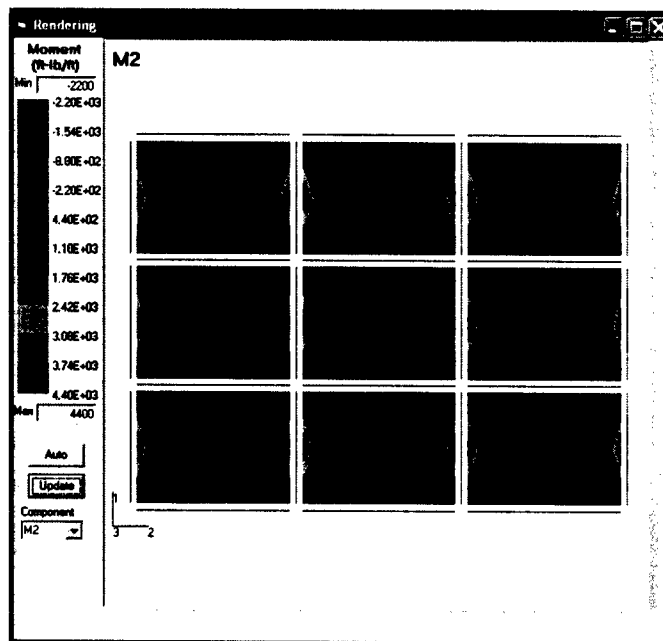 Rendering
Moment
(ft-lb/ft)
M2
Min -2200
-2.20E+03
-1.54E+03
-8.80E+02
-2.20E+02
4.40E+02
1.10E+03
1.76E+03
2.42E+03
3.08E+03
3.74E+03
4.40E+03
Max 4400
Auto
Update
Component
M2
1
3 2